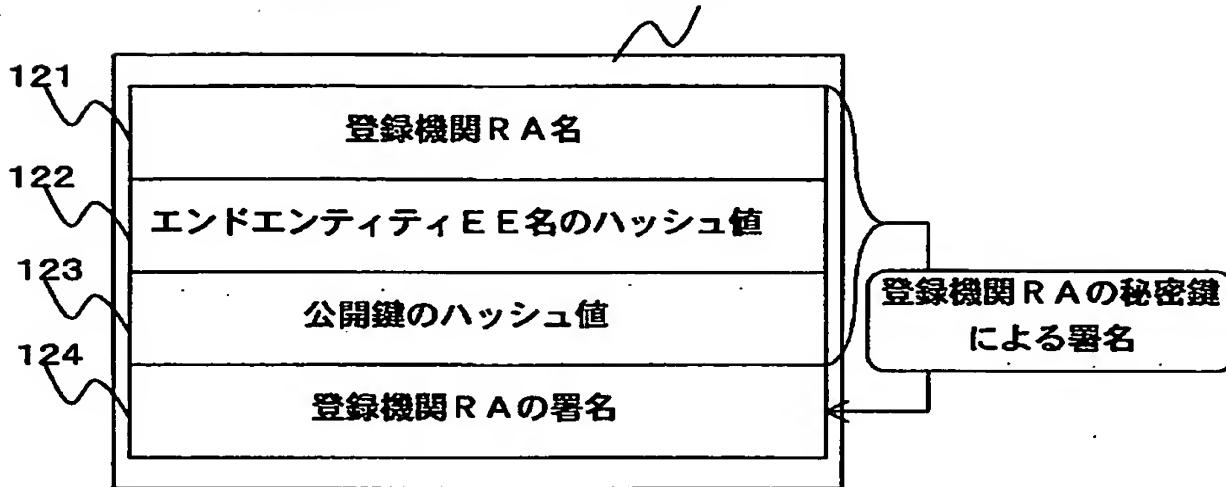 121
登録機関RA名
122
エンドエンティティEE名のハッシュ値
123
公開鍵のハッシュ値
登録機関RAの秘密鍵
による署名
124
登録機関RAの署名